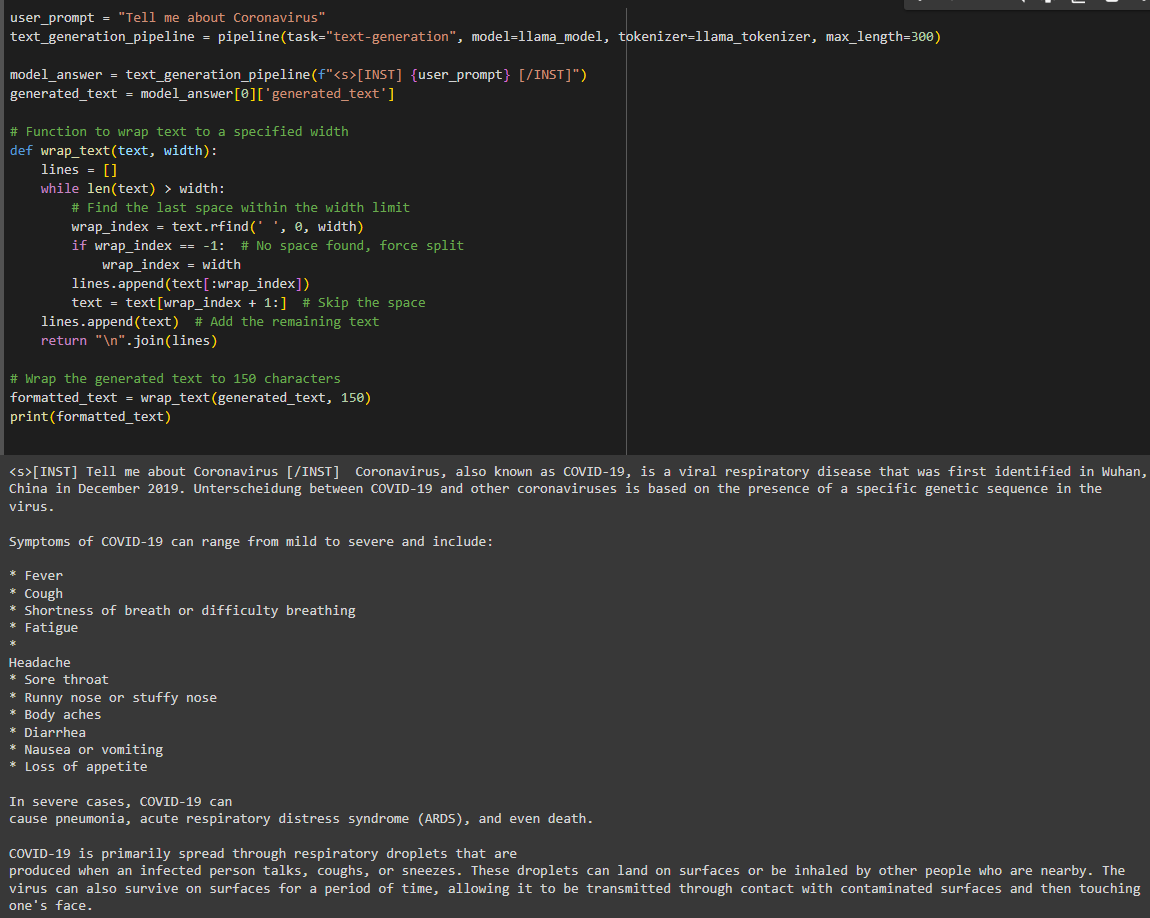 user_prompt = "Tell me about Coronavirus"
text_generation_pipeline = pipeline(task="text-generation", model=llama_model, tokenizer=llama_tokenizer, max_length=300)

model_answer = text_generation_pipeline(f"<s>[INST] {user_prompt} [/INST]")
generated_text = model_answer[0]['generated_text']

# Function to wrap text to a specified width
def wrap_text(text, width):
    lines = []
    while len(text) > width:
        # Find the last space within the width limit
        wrap_index = text.rfind(' ', 0, width)
        if wrap_index == -1:  # No space found, force split
            wrap_index = width
        lines.append(text[:wrap_index])
        text = text[wrap_index + 1:]  # Skip the space
    lines.append(text)  # Add the remaining text
    return "\n".join(lines)

# Wrap the generated text to 150 characters
formatted_text = wrap_text(generated_text, 150)
print(formatted_text)

<s>[INST] Tell me about Coronavirus [/INST]  Coronavirus, also known as COVID-19, is a viral respiratory disease that was first identified in Wuhan,
China in December 2019. Unterscheidung between COVID-19 and other coronaviruses is based on the presence of a specific genetic sequence in the
virus.

Symptoms of COVID-19 can range from mild to severe and include:

* Fever
* Cough
* Shortness of breath or difficulty breathing
* Fatigue
*
Headache
* Sore throat
* Runny nose or stuffy nose
* Body aches
* Diarrhea
* Nausea or vomiting
* Loss of appetite

In severe cases, COVID-19 can
cause pneumonia, acute respiratory distress syndrome (ARDS), and even death.

COVID-19 is primarily spread through respiratory droplets that are
produced when an infected person talks, coughs, or sneezes. These droplets can land on surfaces or be inhaled by other people who are nearby. The
virus can also survive on surfaces for a period of time, allowing it to be transmitted through contact with contaminated surfaces and then touching
one's face.